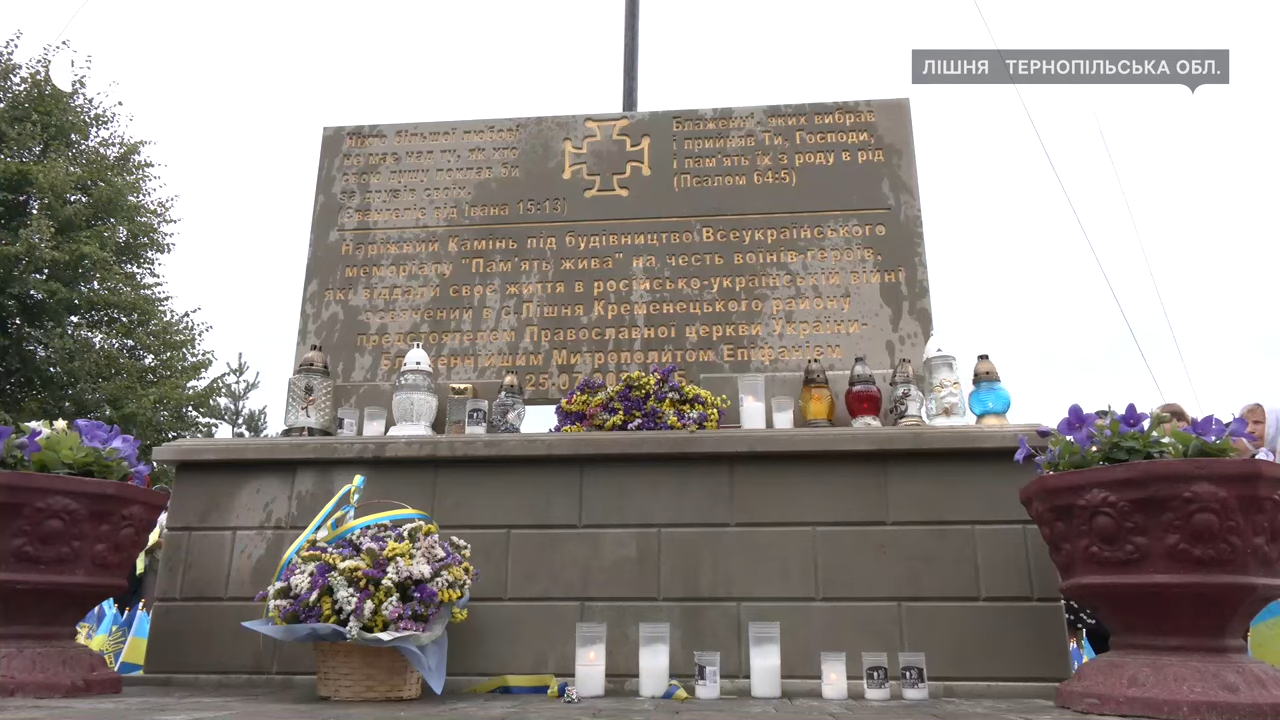 ЛІШНЯ ТЕРНОПІЛЬСЬКА ОБЛ.
Ніхто більшої любові
не має над ту, як хто
свою душу поклав би
за друзів своїх.
(Євангеліє від Івана 15:13)
Блаженні, яких вибрав
і прийняв Ти, Господи,
і пам'ять їх з роду в рід
(Псалом 64:5)
Наріжний Камінь під будівництво Всеукраїнського
меморіалу "Пам'ять жива" на честь воїнів-героїв,
які віддали своє життя в російсько-українській війні
освячений в с.Лішня Кременецького району
предстоятелем Православної церкви України-
Блаженнійшим Митрополитом Епіфанієм
25.07